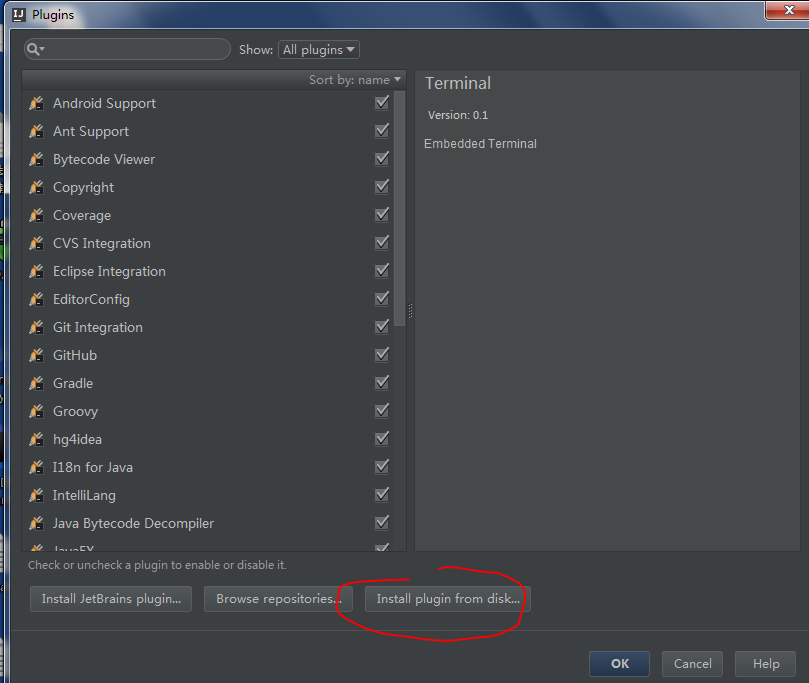 IJ Plugins
Show: All plugins
Sort by: name
Android Support
Ant Support
Bytecode Viewer
Copyright
Coverage
CVS Integration
Eclipse Integration
EditorConfig
Git Integration
GitHub
Gradle
Groovy
hg4idea
I18n for Java
IntelliLang
Java Bytecode Decompiler
JavaFX
Terminal
Version: 0.1
Embedded Terminal
Check or uncheck a plugin to enable or disable it.
Install JetBrains plugin... Browse repositories... Install plugin from disk...
OK Cancel Help